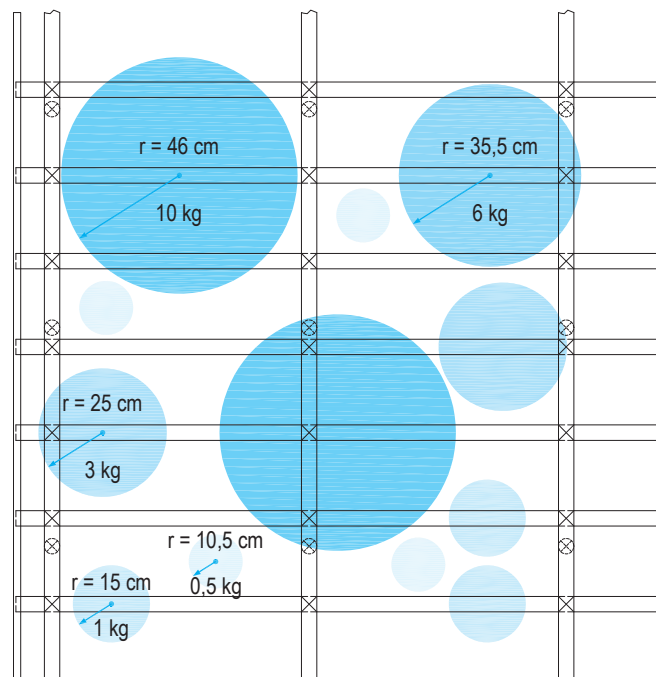 r = 46 cm
10 kg
r = 35,5 cm
6 kg
r = 25 cm
3 kg
r = 10,5 cm
0,5 kg
r = 15 cm
1 kg